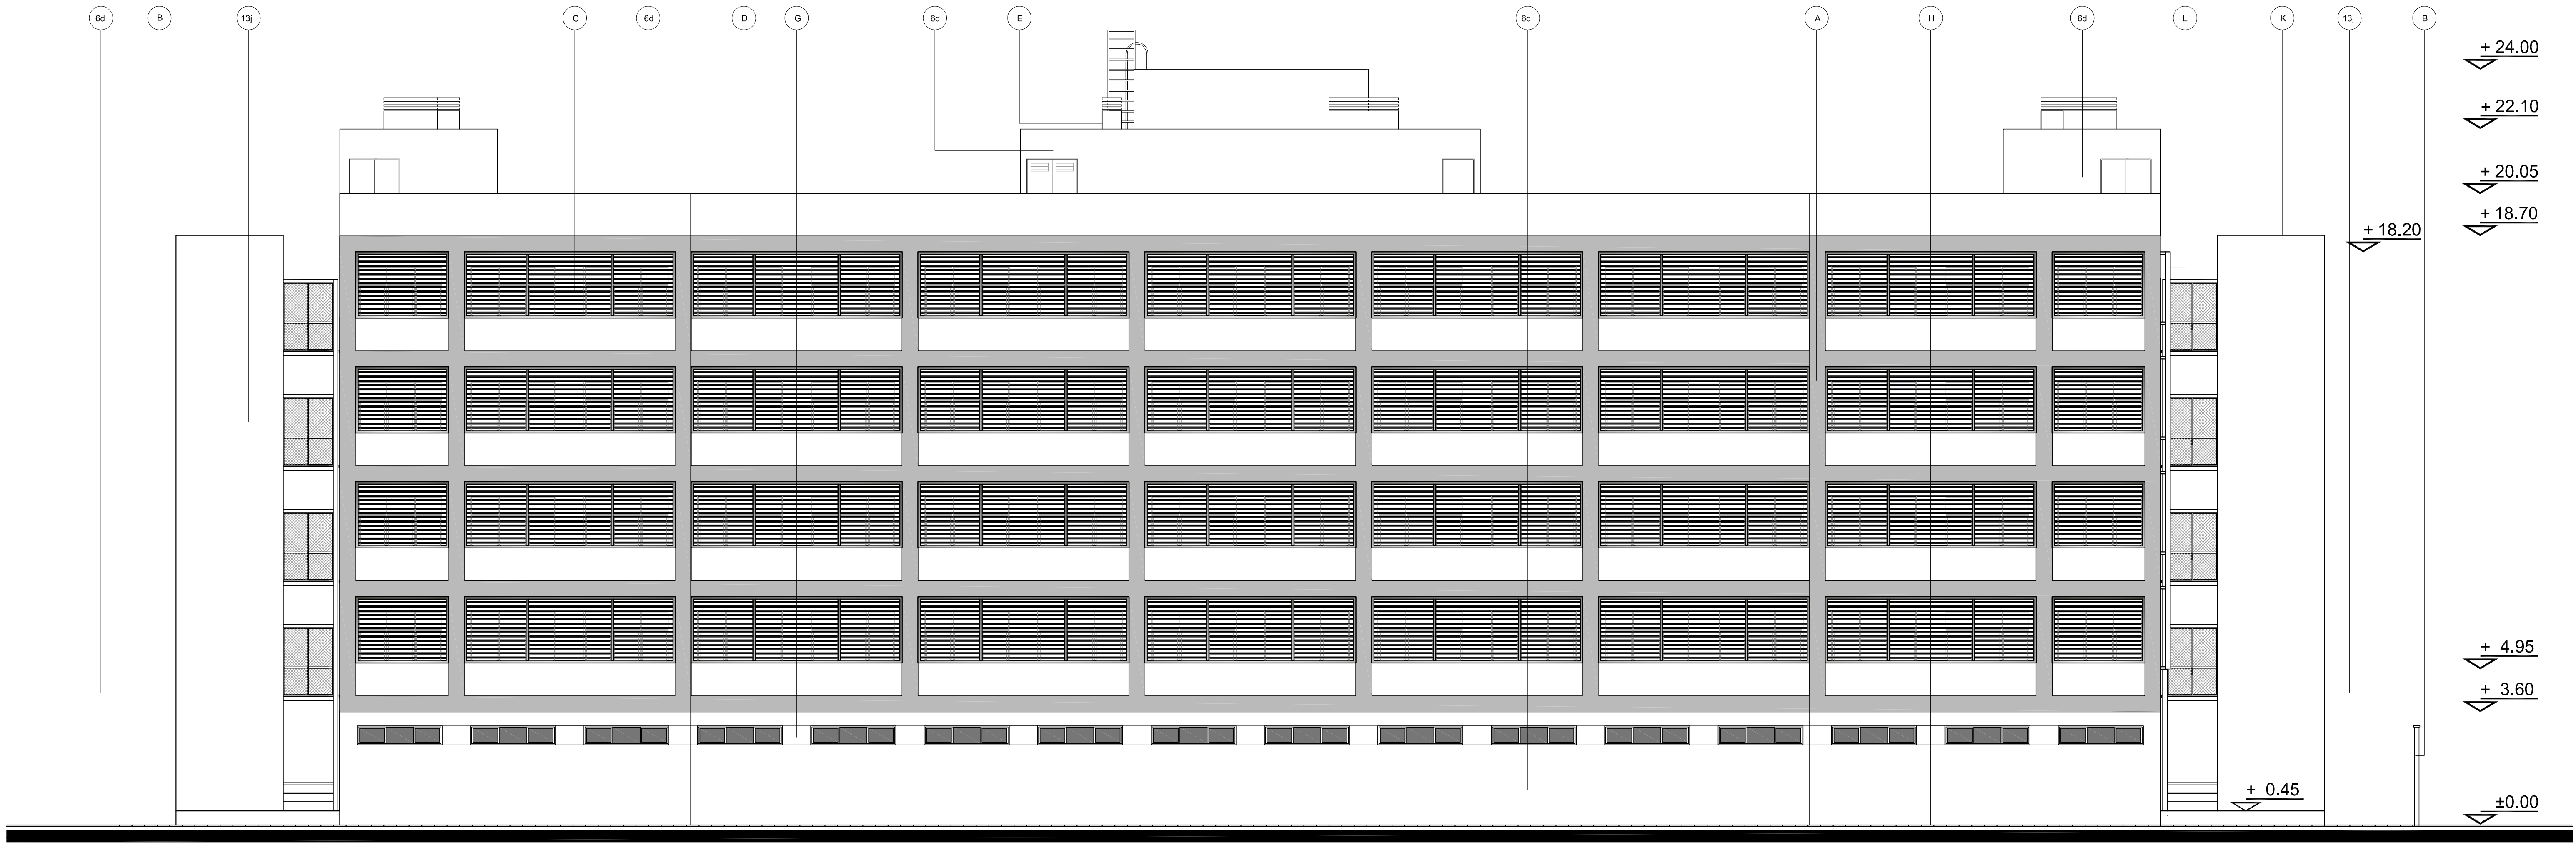 6d
B
13j
C
6d
D
G
6d
E
6d
A
H
6d
L
K
13j
B
+ 24.00
+ 22.10
+ 20.05
+ 18.70
+ 18.20
+ 4.95
+ 3.60
+ 0.45
±0.00